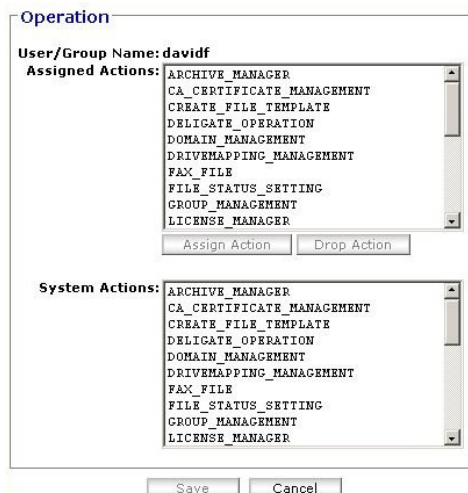 Operation
User/Group Name: davidf
Assigned Actions:
ARCHIVE_MANAGER
CA_CERTIFICATE_MANAGEMENT
CREATE_FILE_TEMPLATE
DELIGATE_OPERATION
DOMAIN_MANAGEMENT
DRIVEMAPPING_MANAGEMENT
FAX_FILE
FILE_STATUS_SETTING
GROUP_MANAGEMENT
LICENSE_MANAGER
Assign Action Drop Action
System Actions:
ARCHIVE_MANAGER
CA_CERTIFICATE_MANAGEMENT
CREATE_FILE_TEMPLATE
DELIGATE_OPERATION
DOMAIN_MANAGEMENT
DRIVEMAPPING_MANAGEMENT
FAX_FILE
FILE_STATUS_SETTING
GROUP_MANAGEMENT
LICENSE_MANAGER
Save Cancel